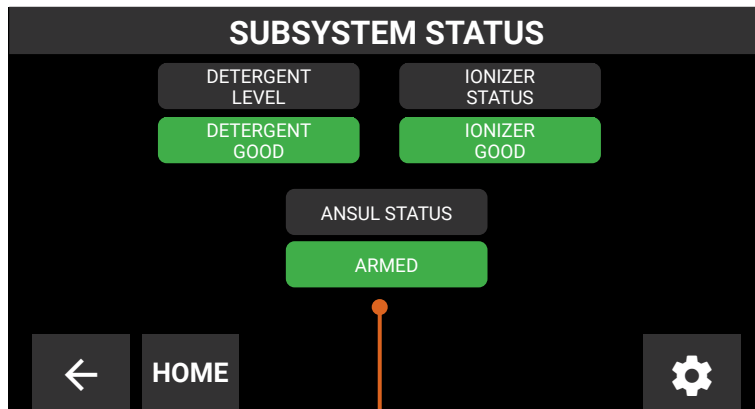 SUBSYSTEM STATUS
DETERGENT
LEVEL
IONIZER
STATUS
DETERGENT
GOOD
IONIZER
GOOD
ANSUL STATUS
ARMED
HOME